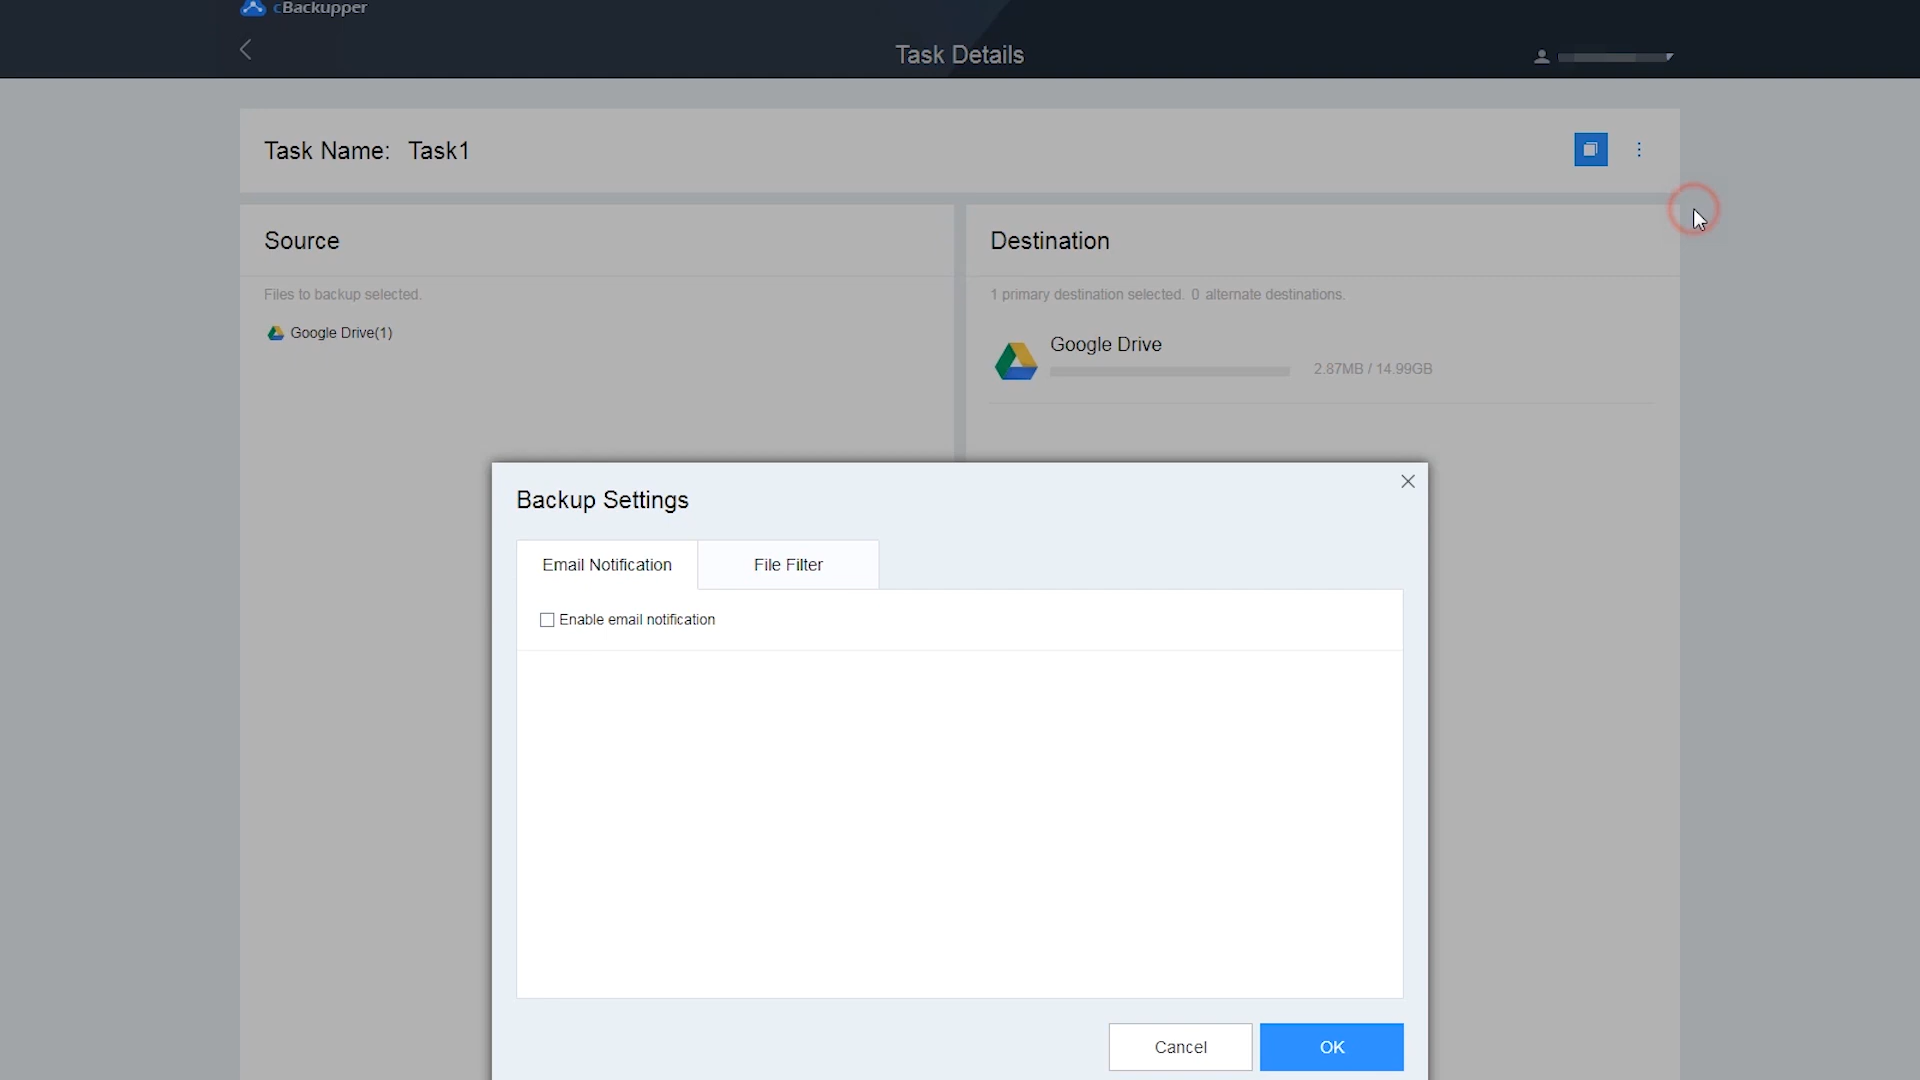 cBackupper
Task Details
Task Name: Task1
Source
Destination
Files to backup selected.
1 primary destination selected. 0 alternate destinations.
Google Drive(1)
Google Drive
2.87MB / 14.99GB
Backup Settings
Email Notification
File Filter
Enable email notification
Cancel
OK